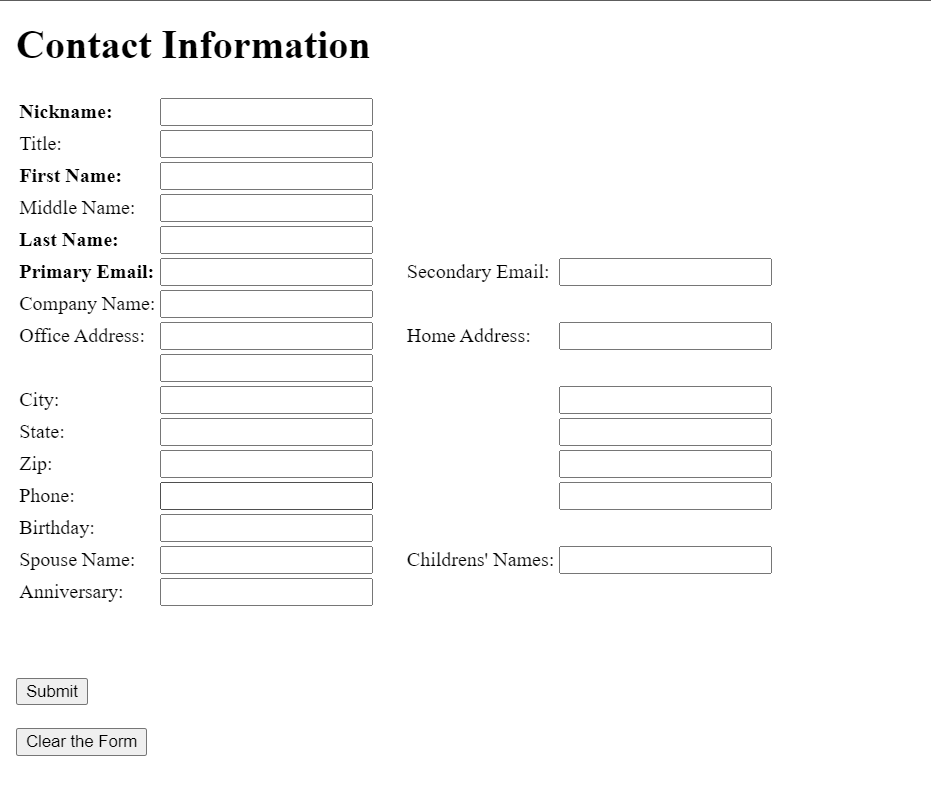 Contact Information
Nickname:
Title:
First Name:
Middle Name:
Last Name:
Primary Email: Secondary Email:
Company Name:
Office Address: Home Address:
City:
State:
Zip:
Phone:
Birthday:
Spouse Name: Childrens' Names:
Anniversary:
Submit
Clear the Form